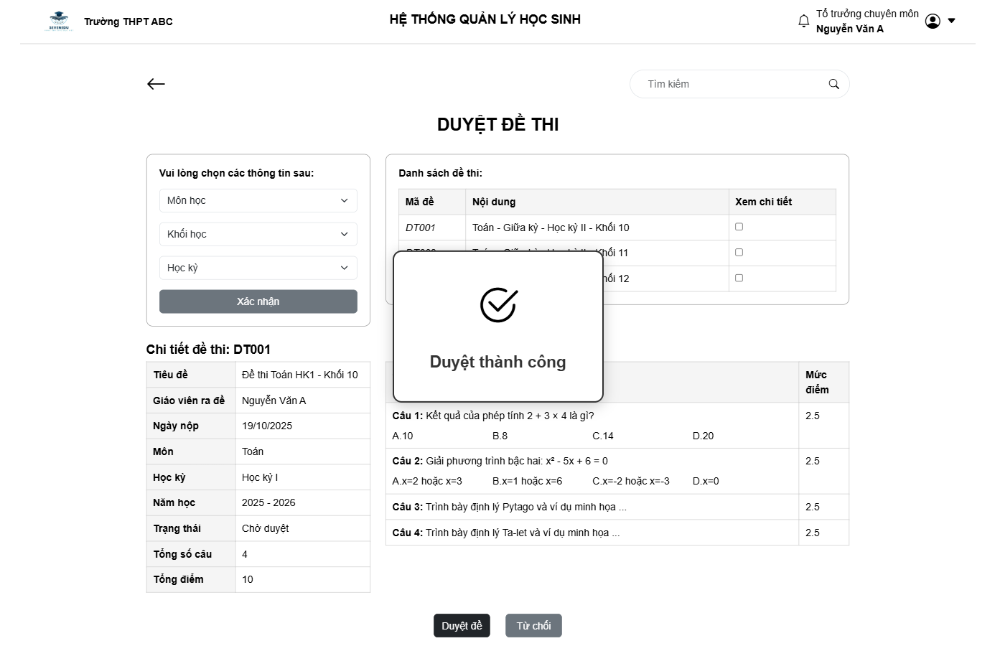 SEVENEDU
Trường THPT ABC
HỆ THỐNG QUẢN LÝ HỌC SINH
Tổ trưởng chuyên môn
Nguyễn Văn A
Tìm kiếm
DUYỆT ĐỀ THI
Vui lòng chọn các thông tin sau:
Môn học
Khối học
Học kỳ
Xác nhận
Danh sách đề thi:
Mã đề Nội dung Xem chi tiết
DT001 Toán - Giữa kỳ - Học kỳ II - Khối 10
Khối 11
12
Duyệt thành công
Chi tiết đề thi: DT001
Tiêu đề Đề thi Toán HK1 - Khối 10
Giáo viên ra đề Nguyễn Văn A
Ngày nộp 19/10/2025
Môn Toán
Học kỳ Học kỳ I
Năm học 2025 - 2026
Trạng thái Chờ duyệt
Tổng số câu 4
Tổng điểm 10
Mức
điểm
Câu 1: Kết quả của phép tính 2 + 3 × 4 là gì? 2.5
A.10 B.8 C.14 D.20
Câu 2: Giải phương trình bậc hai: x² - 5x + 6 = 0 2.5
A.x=2 hoặc x=3 B.x=1 hoặc x=6 C.x=-2 hoặc x=-3 D.x=0
Câu 3: Trình bày định lý Pytago và ví dụ minh họa ... 2.5
Câu 4: Trình bày định lý Ta-let và ví dụ minh họa ... 2.5
Duyệt đề
Từ chối